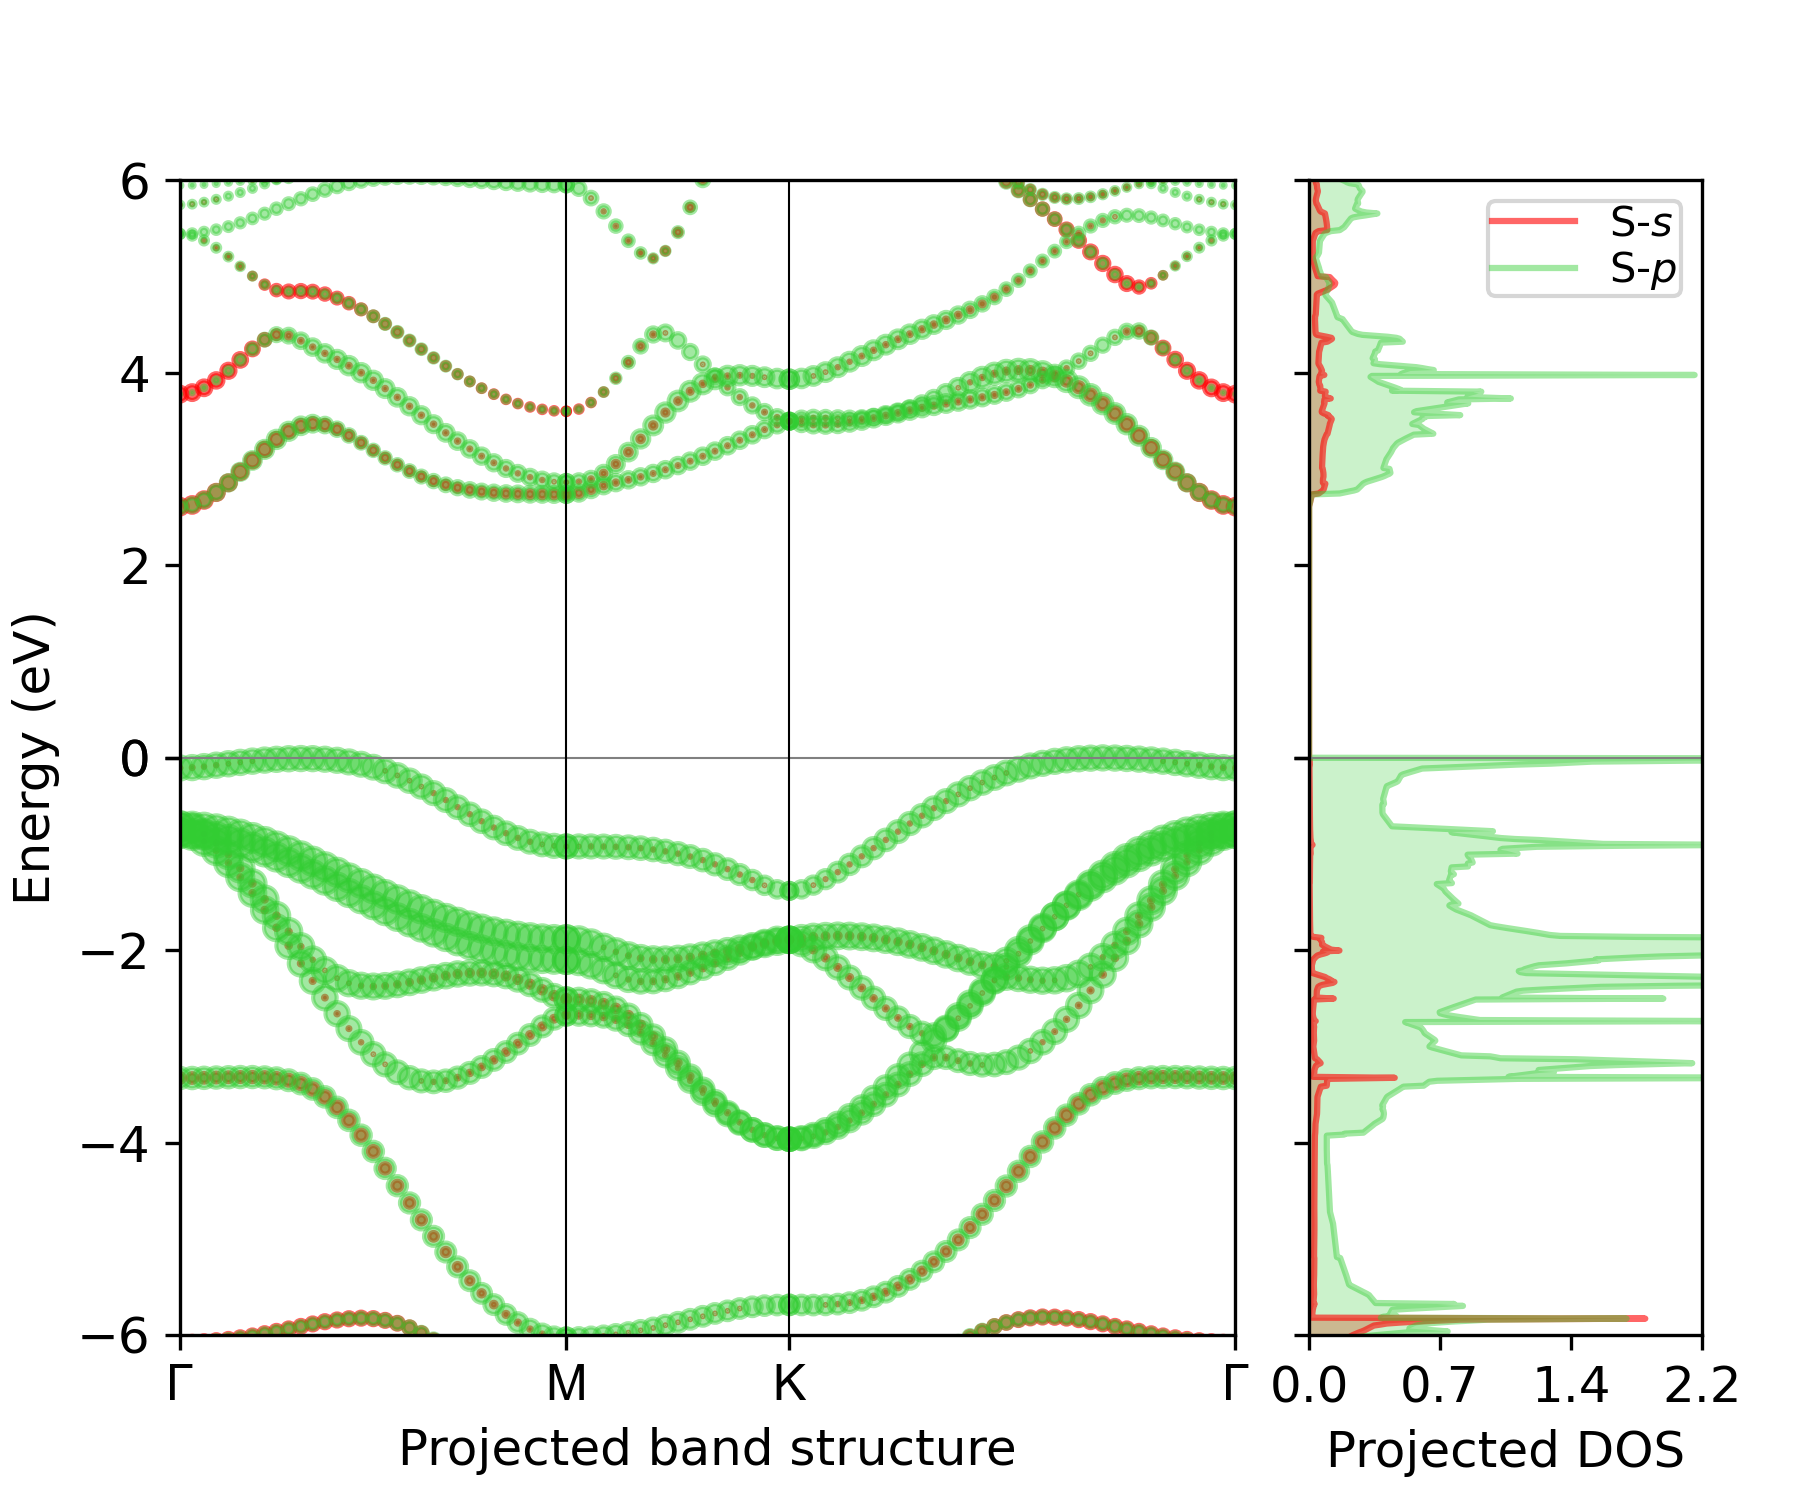 6
4
2
0
−2
−4
−6
Energy (eV)
Γ M K Γ
Projected band structure
S-s
S-p
0.0 0.7 1.4 2.2
Projected DOS